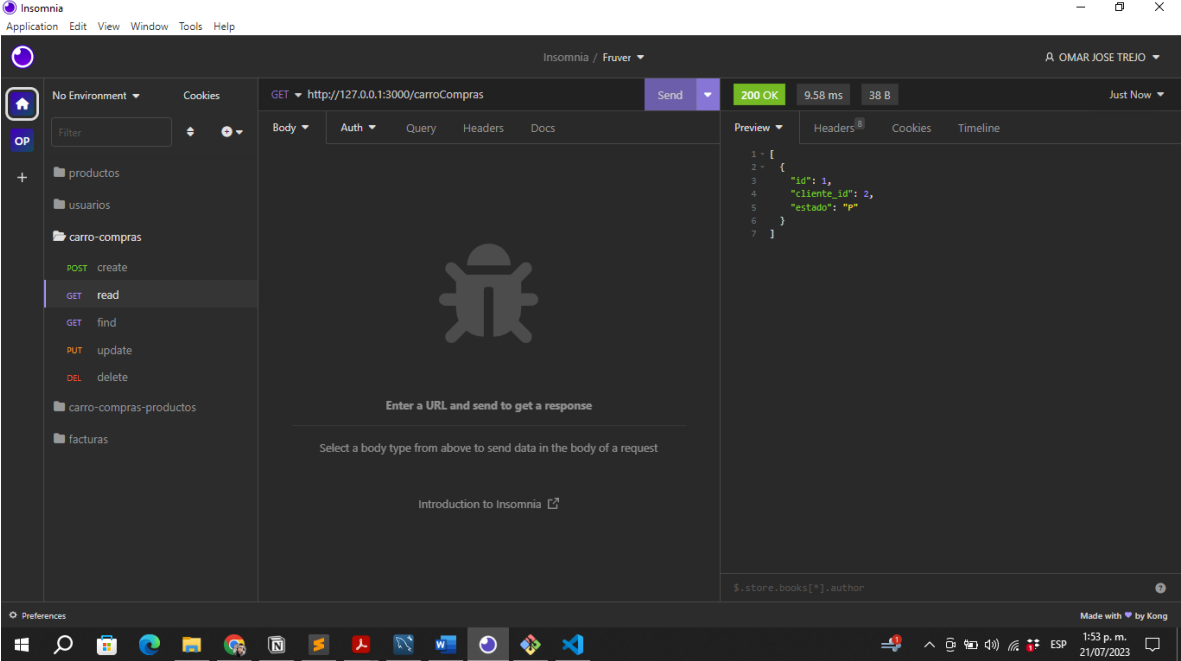 Insomnia
Application Edit View Window Tools Help
Insomnia / Fruver
OMAR JOSE TREJO
No Environment
Cookies
Filter
OP
productos
usuarios
carro-compras
POST create
GET read
GET find
PUT update
DEL delete
carro-compras-productos
facturas
GET http://127.0.0.1:3000/carroCompras
Send
Body Auth Query Headers Docs
Enter a URL and send to get a response
Select a body type from above to send data in the body of a request
Introduction to Insomnia
200 OK 9.58 ms 38 B
Just Now
Preview Headers 8 Cookies Timeline
1 [
2 {
3 "id": 1,
4 "cliente_id": 2,
5 "estado": "P"
6 }
7 ]
$.store.books[*].author
Preferences
Made with 💜 by Kong
ESP
1:53 p. m.
21/07/2023